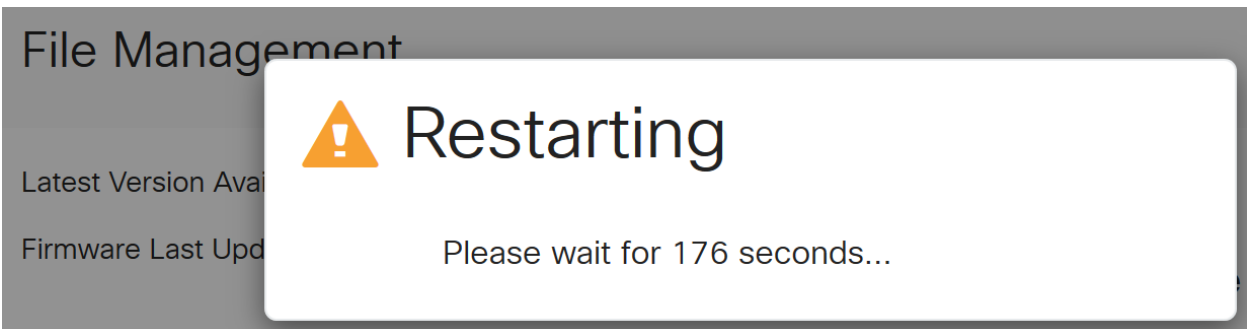 File Management
Restarting
Latest Version Avai
Please wait for 176 seconds...
Firmware Last Upd